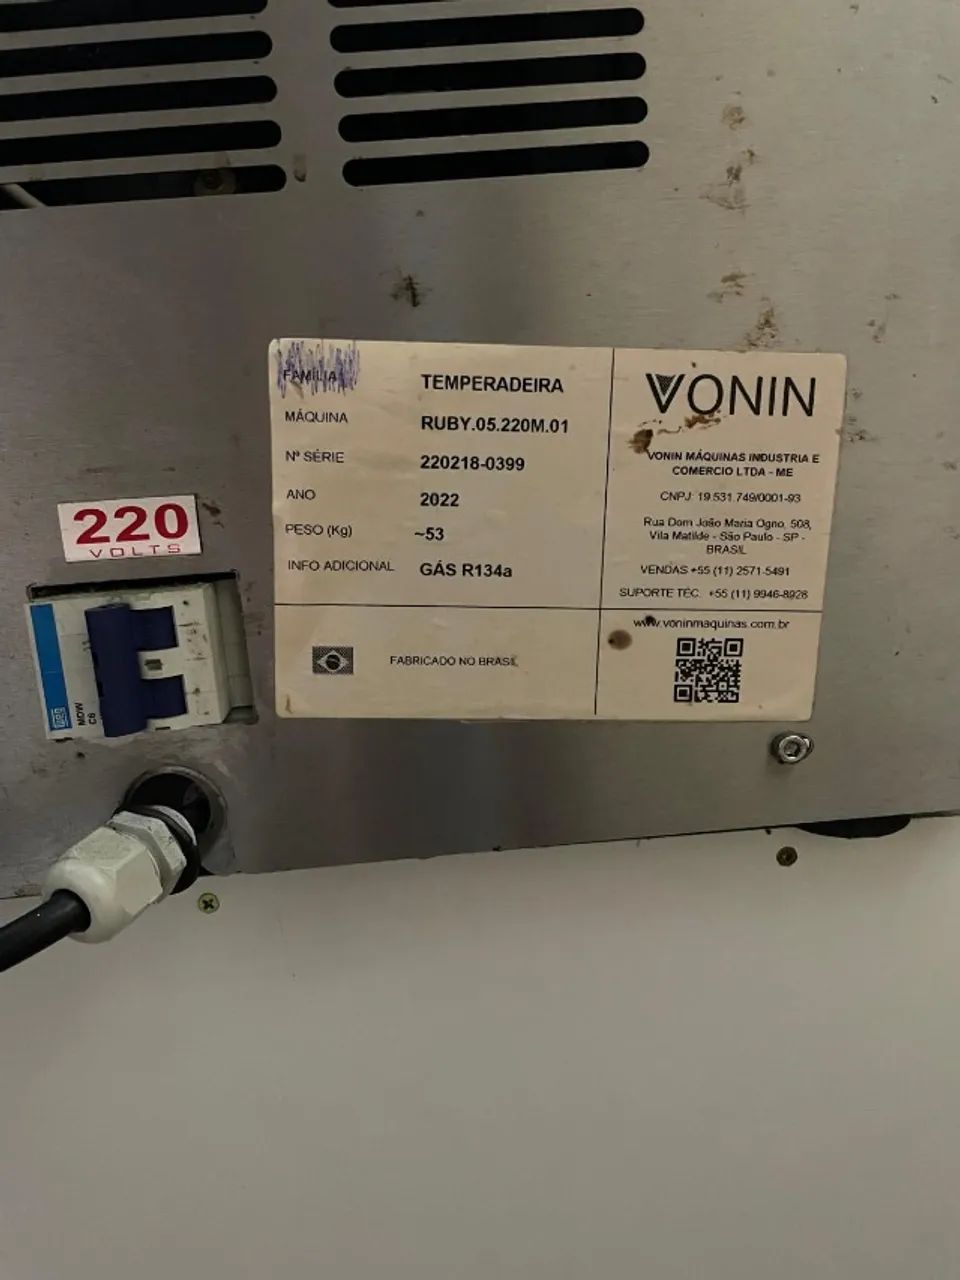 FAMÍLIA TEMPERADEIRA
MÁQUINA RUBY.05.220M.01
Nº SÉRIE 220218-0399
ANO 2022
PESO (Kg) ~53
INFO ADICIONAL GÁS R134a
FABRICADO NO BRASIL
VONIN
VONIN MÁQUINAS INDUSTRIA E
COMERCIO LTDA - ME
CNPJ: 19.531.749/0001-93
Rua Dom João Maria Ogno, 508,
Vila Matilde - São Paulo - SP -
BRASIL
VENDAS +55 (11) 2571-5491
SUPORTE TÉC. +55 (11) 9946-8928
www.voninmaquinas.com.br
220
VOLTS
weg
MDW
C6